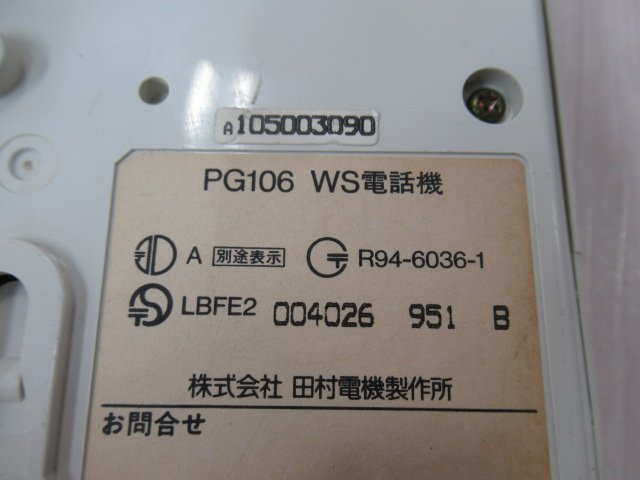 A105003090
PG106 WS電話機
A 別途表示 R94-6036-1
LBFE2 004026 951 B
株式会社 田村電機製作所
お問合せ